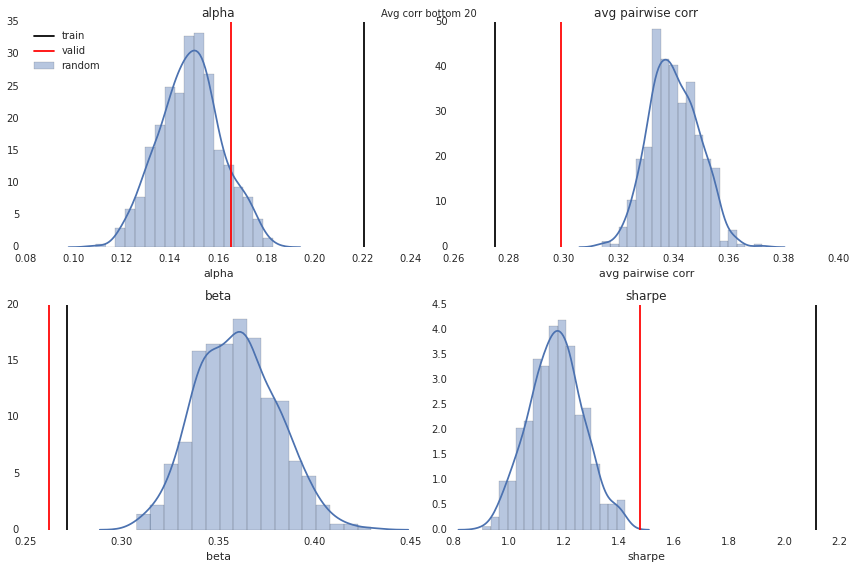 Avg corr bottom 20
alpha
35
30
25
20
15
10
5
0
0.08 0.10 0.12 0.14 0.16 0.18 0.20 0.22 0.24
alpha
train
valid
random
avg pairwise corr
50
40
30
20
10
0
0.26 0.28 0.30 0.32 0.34 0.36 0.38 0.40
avg pairwise corr
beta
20
15
10
5
0
0.25 0.30 0.35 0.40 0.45
beta
sharpe
4.5
4.0
3.5
3.0
2.5
2.0
1.5
1.0
0.5
0.0
0.8 1.0 1.2 1.4 1.6 1.8 2.0 2.2
sharpe